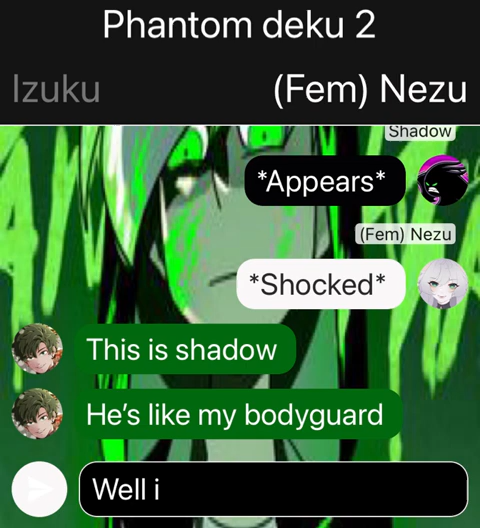 Phantom deku 2
Izuku
(Fem) Nezu
Shadow
*Appears*
(Fem) Nezu
*Shocked*
This is shadow
He's like my bodyguard
Well i